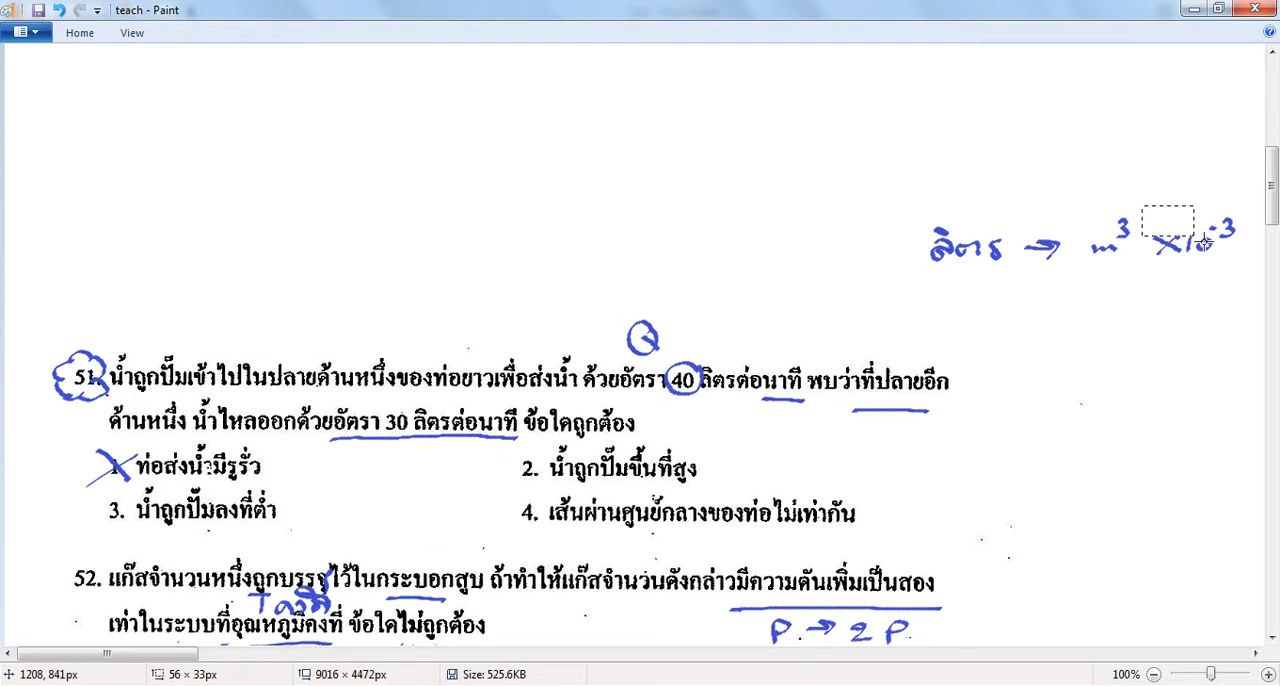 teach - Paint
Home View
ลิตร → m³ ×10⁻³
Q
51. น้ำถูกปั๊มเข้าไปในปลายด้านหนึ่งของท่อยาวเพื่อส่งน้ำ ด้วยอัตรา 40 ลิตรต่อนาที พบว่าที่ปลายอีก
ด้านหนึ่ง น้ำไหลออกด้วยอัตรา 30 ลิตรต่อนาที ข้อใดถูกต้อง
1. ท่อส่งน้ำมีรูรั่ว 2. น้ำถูกปั๊มขึ้นที่สูง
3. น้ำถูกปั๊มลงที่ต่ำ 4. เส้นผ่านศูนย์กลางของท่อไม่เท่ากัน
52. แก๊สจำนวนหนึ่งถูกบรรจุไว้ในกระบอกสูบ ถ้าทำให้แก๊สจำนวนดังกล่าวมีความดันเพิ่มเป็นสอง
T คงที่
เท่าในระบบที่อุณหภูมิคงที่ ข้อใดไม่ถูกต้อง
P → 2 P
1208, 841px 56 × 33px 9016 × 4472px Size: 525.6KB 100%